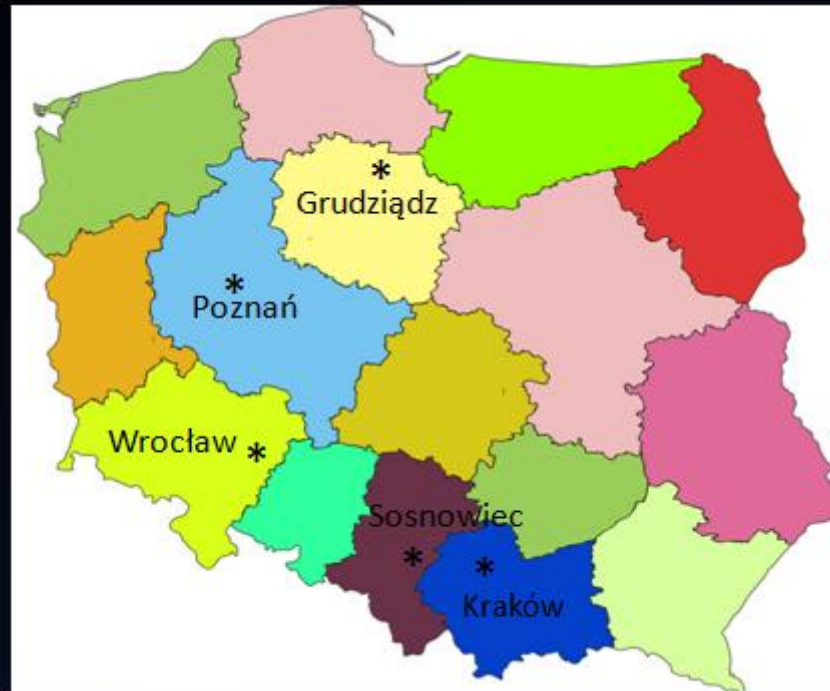 *
Grudziądz
*
Poznań
Wrocław *
Sosnowiec
* *
Kraków